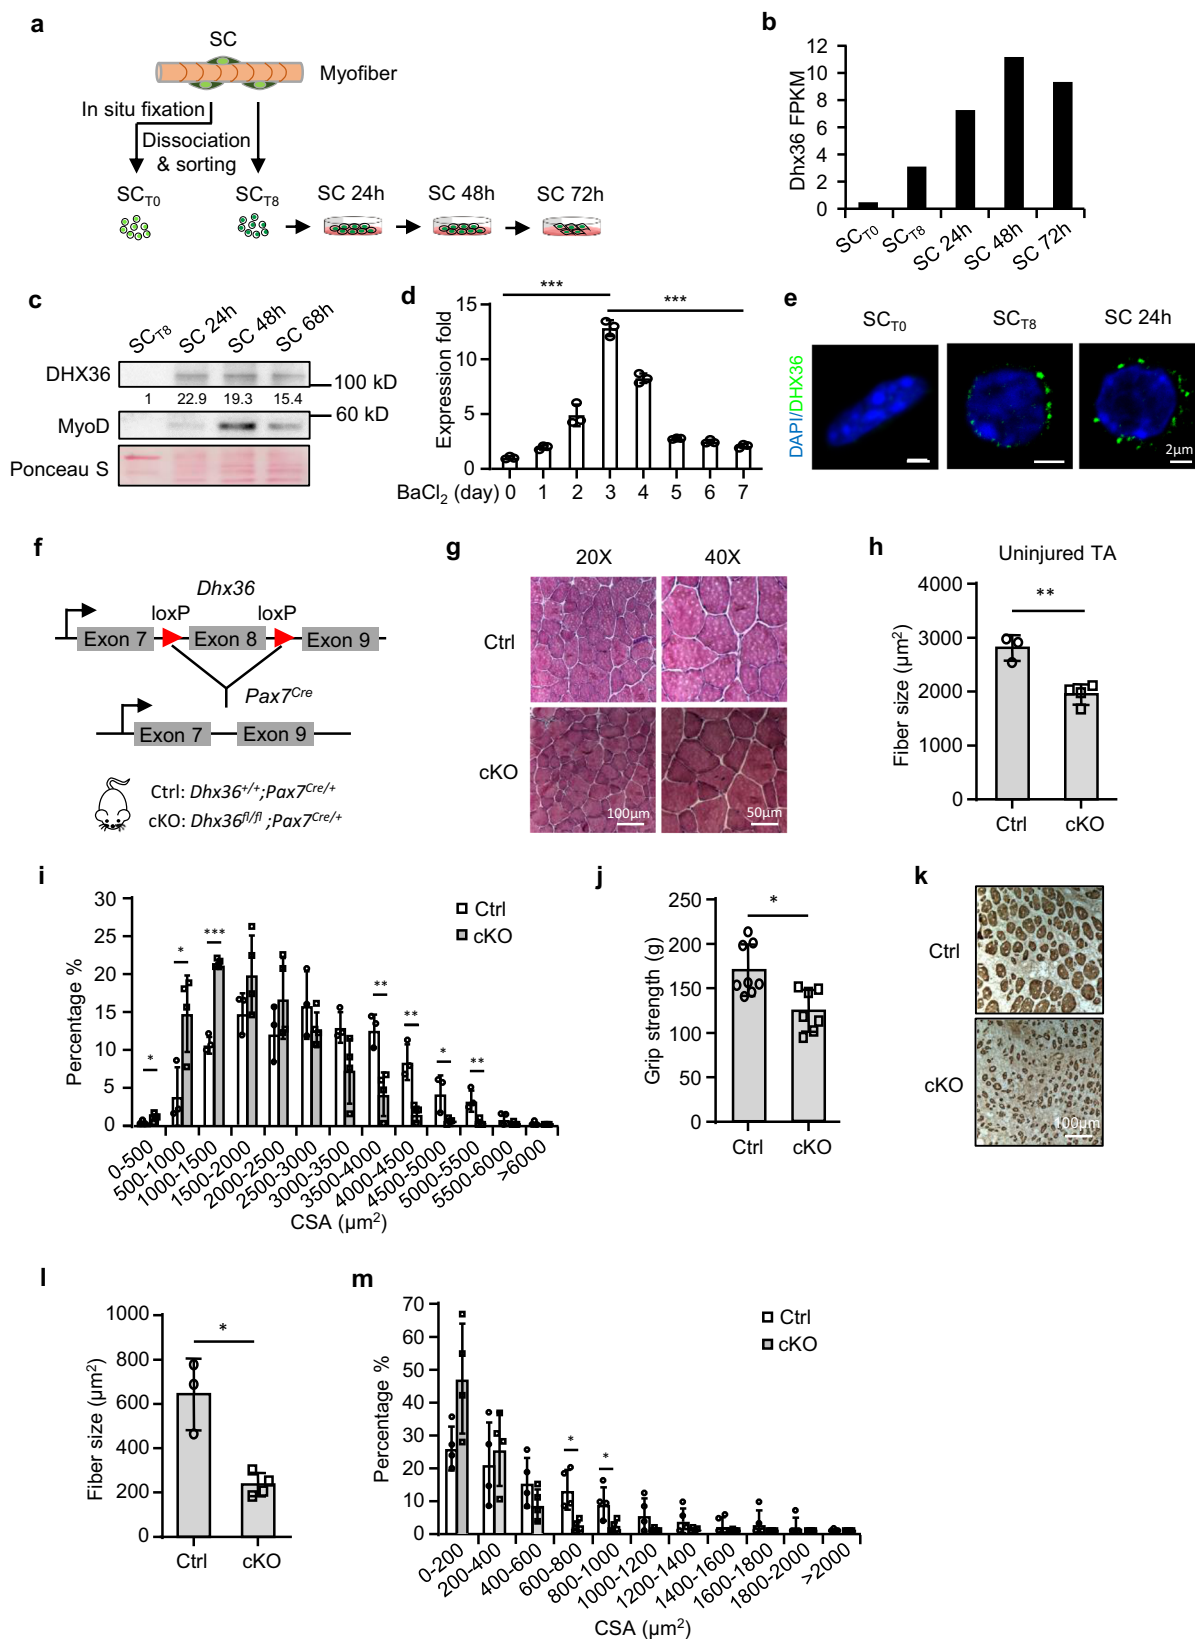 a
SC
Myofiber
In situ fixation
Dissociation
& sorting
SCT0
SCT8
SC 24h
SC 48h
SC 72h
b
Dhx36 FPKM
12
10
8
6
4
2
0
SCT0
SCT8
SC 24h
SC 48h
SC 72h
c
SCT8
SC 24h
SC 48h
SC 68h
DHX36
100 kD
1 22.9 19.3 15.4
60 kD
MyoD
Ponceau S
d
Expression fold
15
10
5
0
***
***
BaCl2 (day) 0 1 2 3 4 5 6 7
e
SCT0
SCT8
SC 24h
DAPI/DHX36
2µm
f
Dhx36
loxP
loxP
Exon 7
Exon 8
Exon 9
Pax7Cre
Exon 7
Exon 9
Ctrl: Dhx36+/+;Pax7Cre/+
cKO: Dhx36fl/fl ;Pax7Cre/+
g
20X
40X
Ctrl
cKO
100µm
50µm
h
Uninjured TA
Fiber size (µm2)
4000
3000
2000
1000
0
**
Ctrl
cKO
i
Percentage %
30
25
20
15
10
5
0
Ctrl
cKO
*
*
***
**
**
*
**
0-500
500-1000
1000-1500
1500-2000
2000-2500
2500-3000
3000-3500
3500-4000
4000-4500
4500-5000
5000-5500
5500-6000
>6000
CSA (µm2)
j
Grip strength (g)
250
200
150
100
50
0
*
Ctrl
cKO
k
Ctrl
cKO
100µm
l
Fiber size (µm2)
1000
800
600
400
200
0
*
Ctrl
cKO
m
Percentage %
70
60
50
40
30
20
10
0
Ctrl
cKO
*
*
0-200
200-400
400-600
600-800
800-1000
1000-1200
1200-1400
1400-1600
1600-1800
1800-2000
>2000
CSA (µm2)